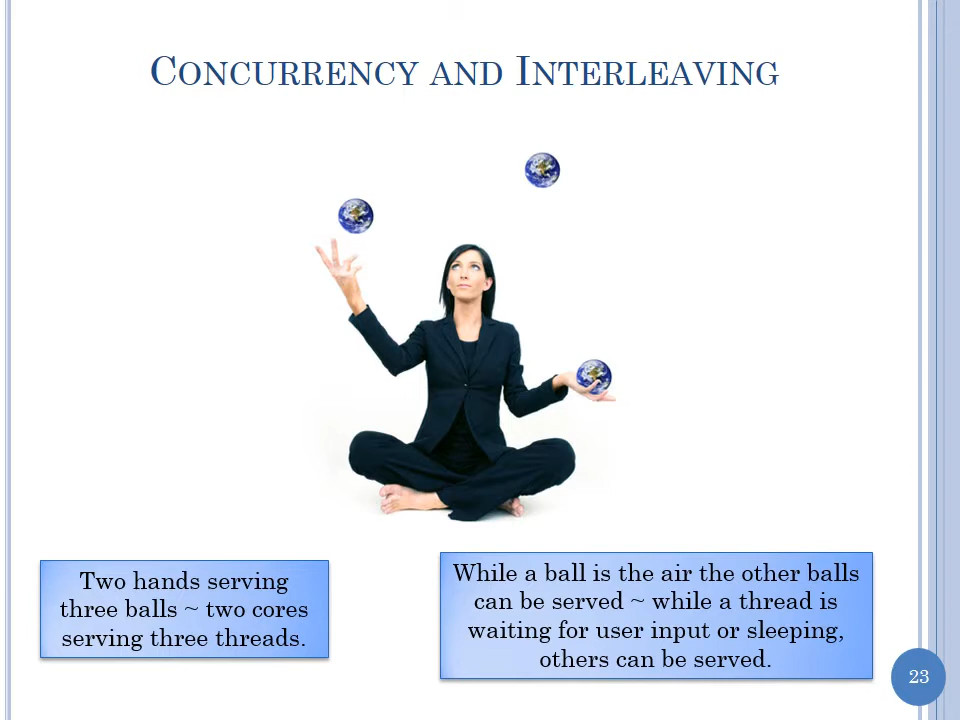 CONCURRENCY AND INTERLEAVING
Two hands serving
three balls ~ two cores
serving three threads.
While a ball is the air the other balls
can be served ~ while a thread is
waiting for user input or sleeping,
others can be served.
23